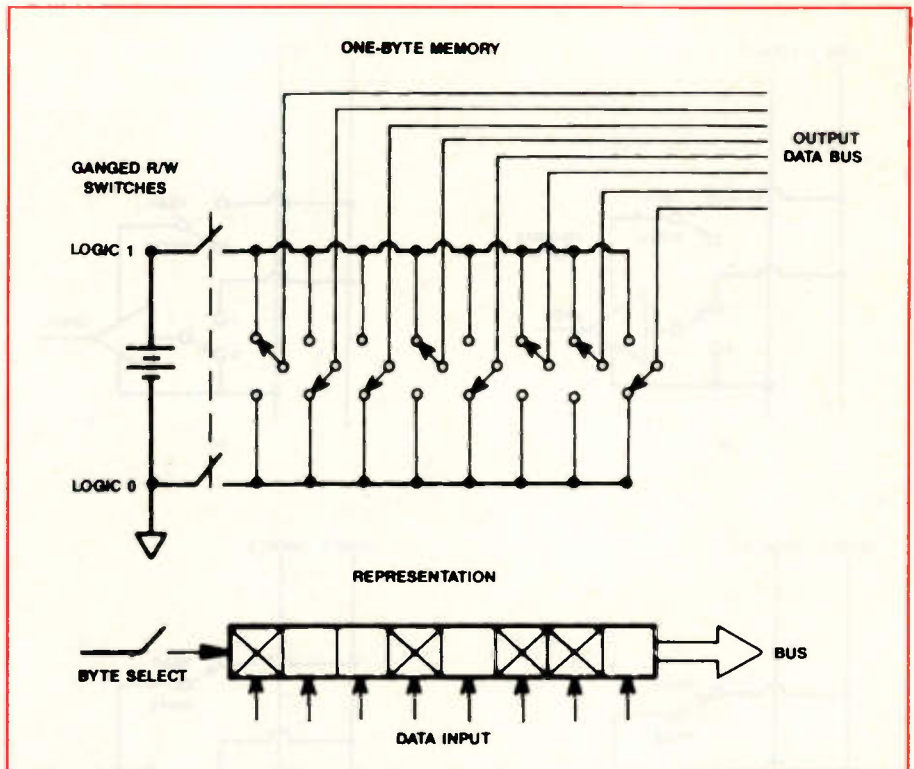 ONE-BYTE MEMORY
OUTPUT
DATA BUS
GANGED R/W
SWITCHES
LOGIC 1
LOGIC 0
REPRESENTATION
BYTE SELECT
BUS
DATA INPUT